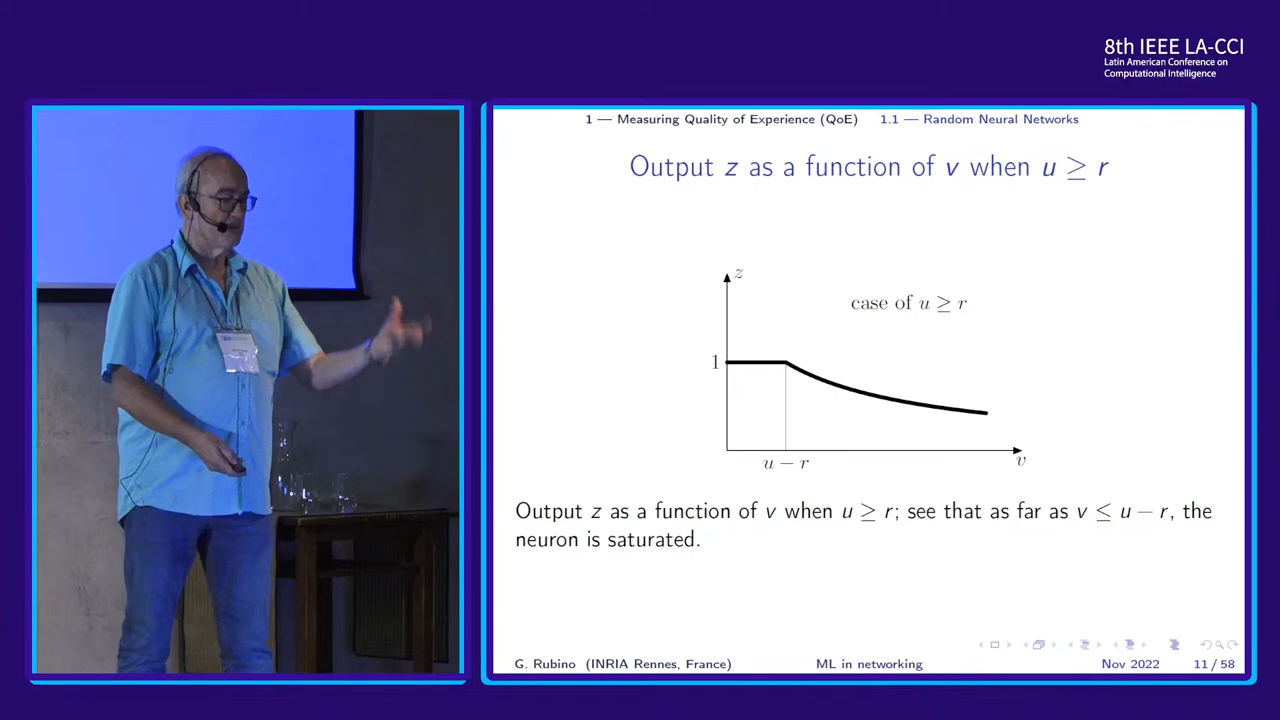 8th IEEE LA-CCI
Latin American Conference on
Computational Intelligence
1 — Measuring Quality of Experience (QoE) 1.1 — Random Neural Networks
Output z as a function of v when u ≥ r
z
case of u ≥ r
1
u − r
v
Output z as a function of v when u ≥ r; see that as far as v ≤ u − r, the
neuron is saturated.
G. Rubino (INRIA Rennes, France) ML in networking Nov 2022 11 / 58